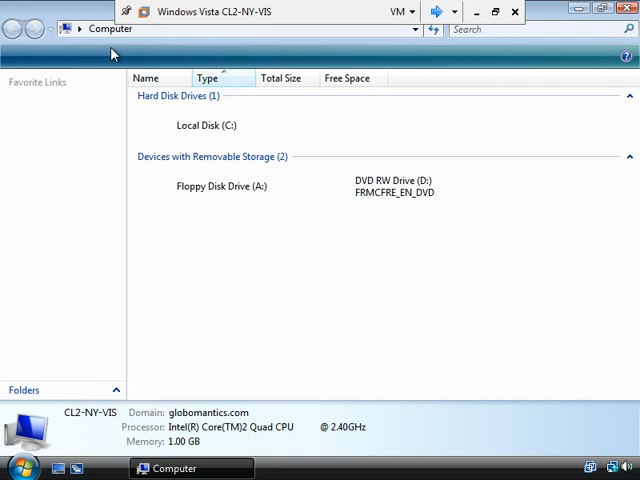 Windows Vista CL2-NY-VIS
VM
Computer
Search
Favorite Links
Name Type Total Size Free Space
Hard Disk Drives (1)
Local Disk (C:)
Devices with Removable Storage (2)
Floppy Disk Drive (A:)
DVD RW Drive (D:)
FRMCFRE_EN_DVD
Folders
CL2-NY-VIS Domain: globomantics.com
Processor: Intel(R) Core(TM)2 Quad CPU @ 2.40GHz
Memory: 1.00 GB
Computer